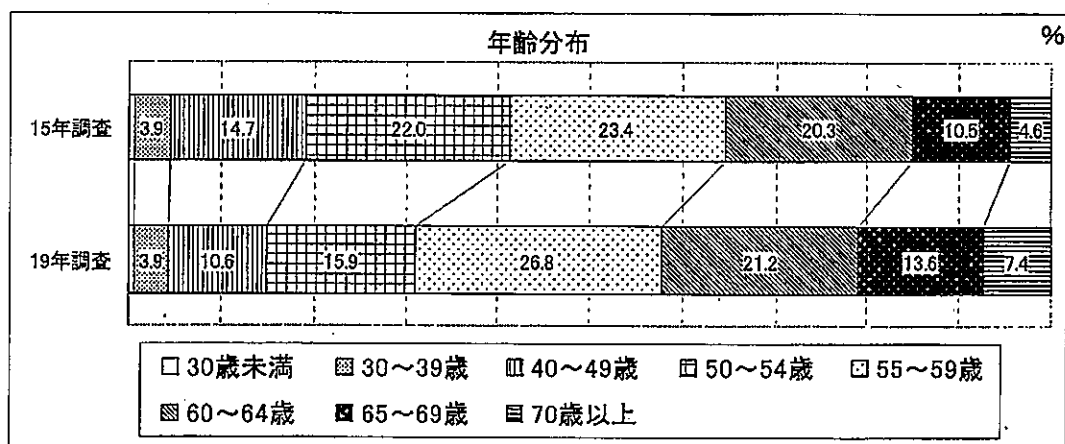 年齢分布
%
15年調査 3.9 14.7 22.0 23.4 20.3 10.5 4.6
19年調査 3.9 10.6 15.9 26.8 21.2 13.6 7.4
30歳未満 30～39歳 40～49歳 50～54歳 55～59歳
60～64歳 65～69歳 70歳以上